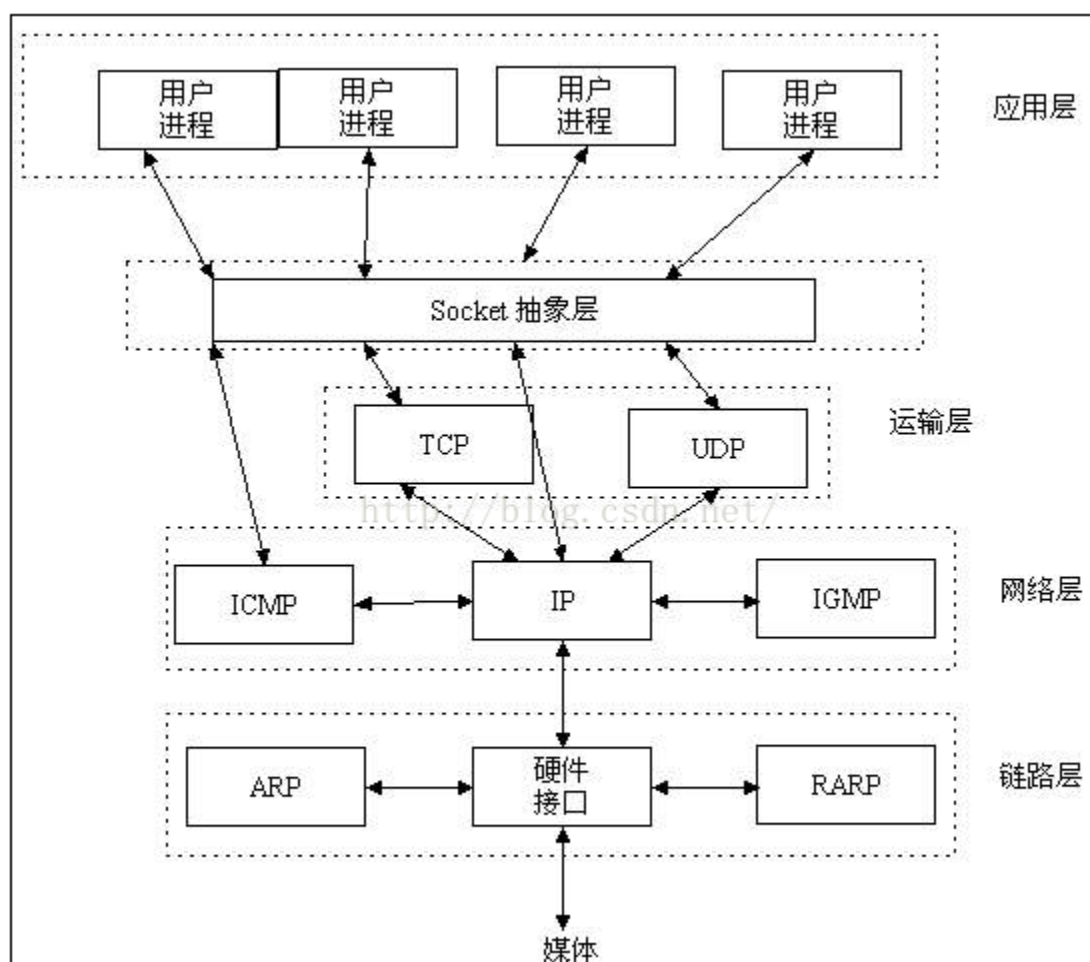 用户
进程
用户
进程
用户
进程
用户
进程
应用层
Socket 抽象层
TCP
UDP
运输层
http://blog.csdn.net/
ICMP
IP
IGMP
网络层
ARP
硬件
接口
RARP
链路层
媒体